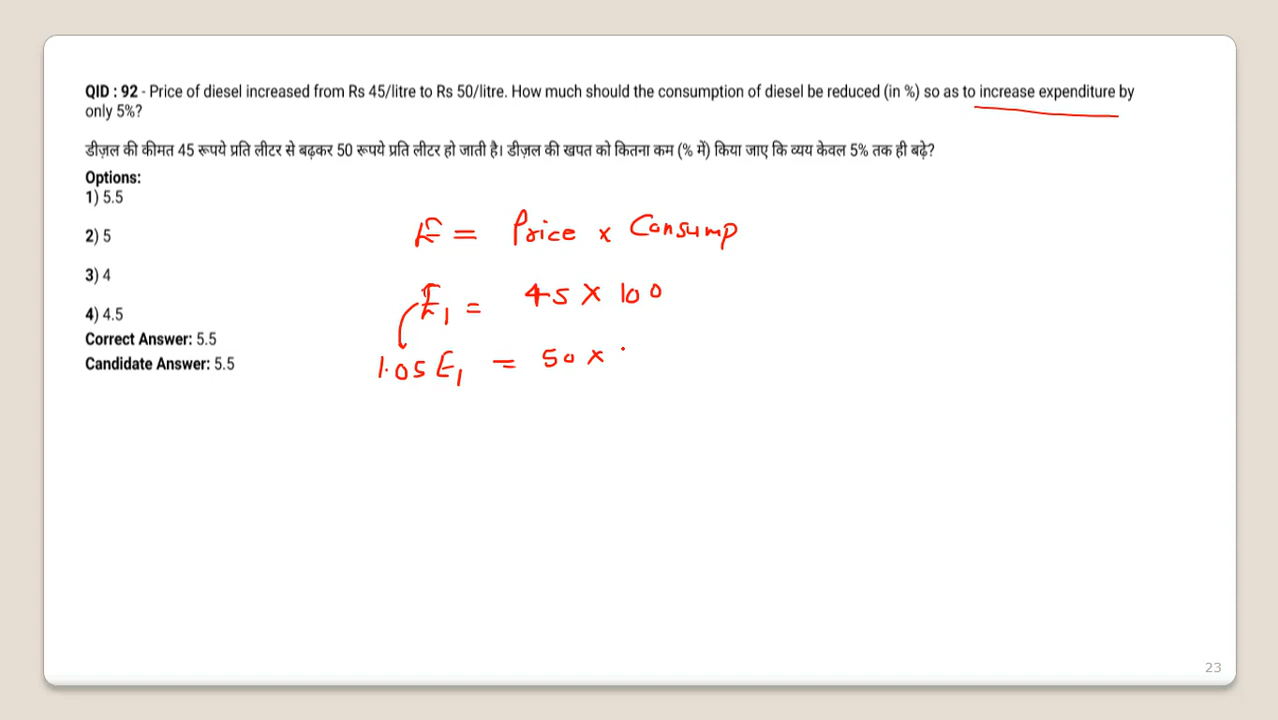 QID : 92 - Price of diesel increased from Rs 45/litre to Rs 50/litre. How much should the consumption of diesel be reduced (in %) so as to increase expenditure by
only 5%?
डीज़ल की कीमत 45 रूपये प्रति लीटर से बढ़कर 50 रूपये प्रति लीटर हो जाती है। डीज़ल की खपत को कितना कम (% में) किया जाए कि व्यय केवल 5% तक ही बढ़े?
Options:
1) 5.5
2) 5
3) 4
4) 4.5
Correct Answer: 5.5
Candidate Answer: 5.5
E = Price x Consump
E1 = 45 X 100
1.05 E1 = 50 x
23